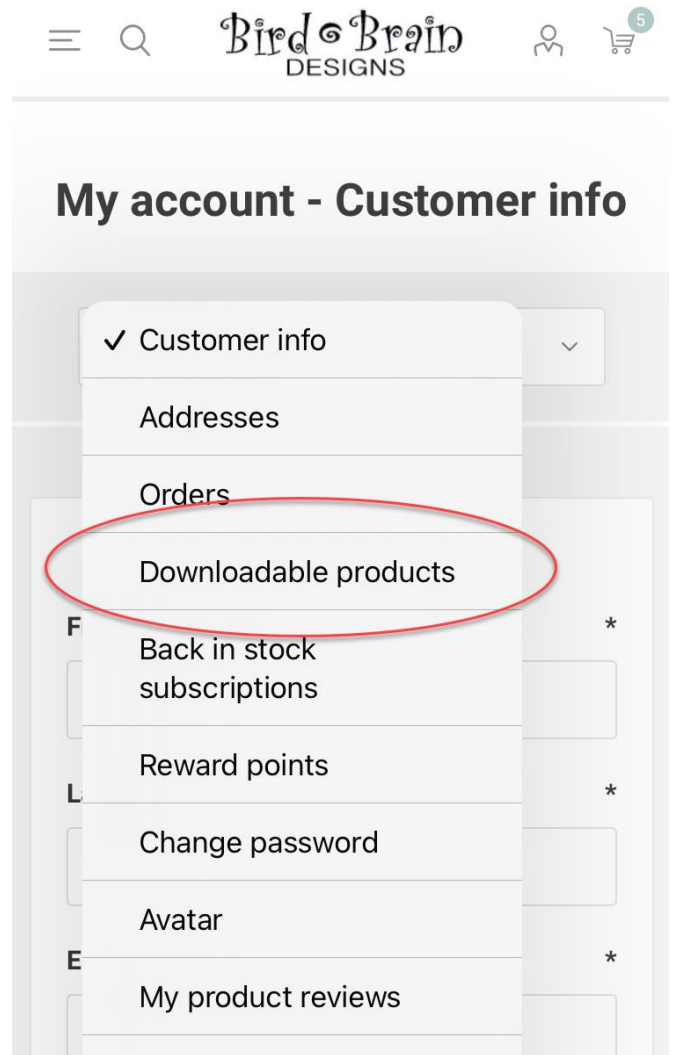 5
Bird Brain
DESIGNS
My account - Customer info
Customer info
Addresses
Orders
Downloadable products
F *
Back in stock
subscriptions
Reward points
L *
Change password
Avatar
E *
My product reviews